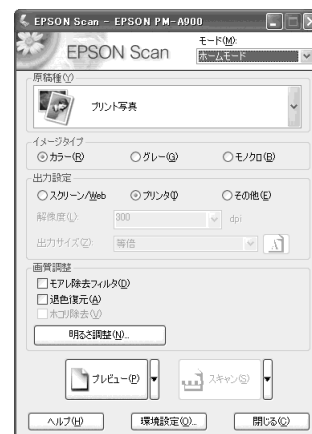 EPSON Scan - EPSON PM-A900
EPSON Scan
モード(M):
ホームモード
原稿種(Y)
プリント写真
イメージタイプ
カラー(R) グレー(G) モノクロ(B)
出力設定
スクリーン/Web プリンタ(I) その他(E)
解像度(L): 300 dpi
出力サイズ(Z): 等倍
画質調整
モアレ除去フィルタ(D)
退色復元(A)
ホコリ除去(V)
明るさ調整(N)...
プレビュー(P) スキャン(S)
ヘルプ(H) 環境設定(O)... 閉じる(C)